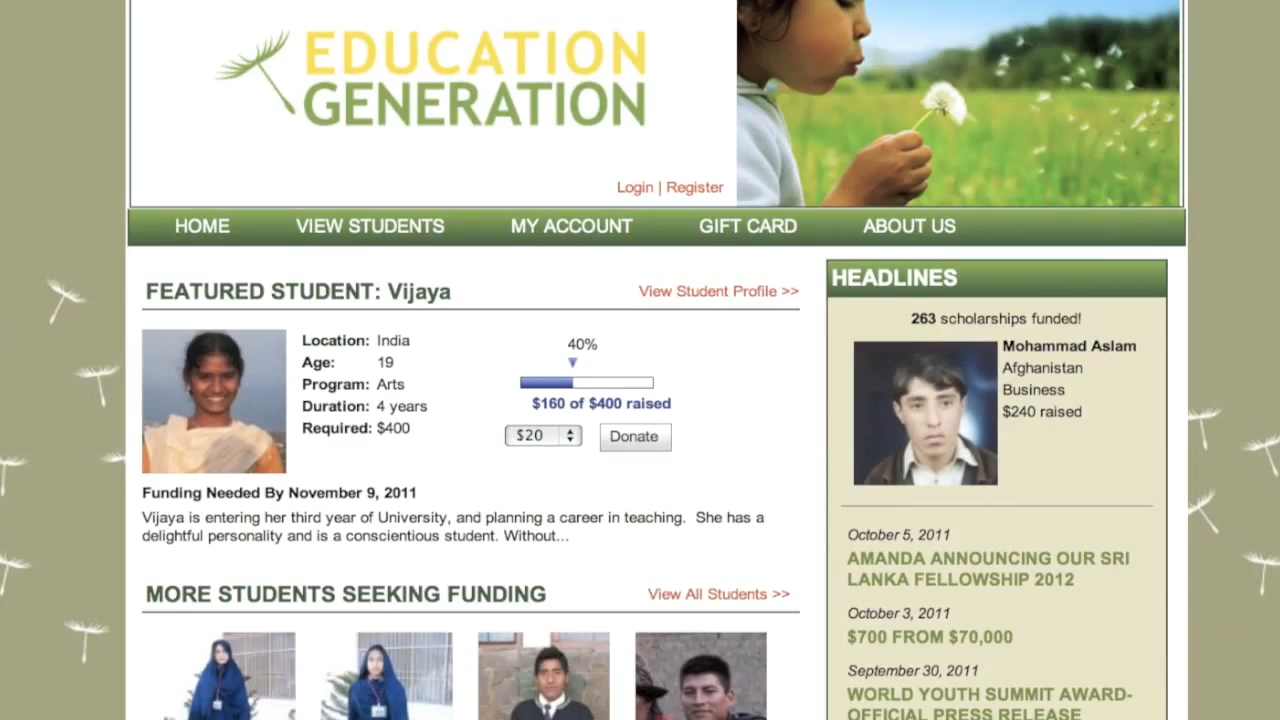 EDUCATION
GENERATION
Login | Register
HOME VIEW STUDENTS MY ACCOUNT GIFT CARD ABOUT US
FEATURED STUDENT: Vijaya
View Student Profile >>
Location: India
Age: 19
Program: Arts
Duration: 4 years
Required: $400
40%
$160 of $400 raised
$20
Donate
Funding Needed By November 9, 2011
Vijaya is entering her third year of University, and planning a career in teaching. She has a
delightful personality and is a conscientious student. Without...
MORE STUDENTS SEEKING FUNDING
View All Students >>
HEADLINES
263 scholarships funded!
Mohammad Aslam
Afghanistan
Business
$240 raised
October 5, 2011
AMANDA ANNOUNCING OUR SRI
LANKA FELLOWSHIP 2012
October 3, 2011
$700 FROM $70,000
September 30, 2011
WORLD YOUTH SUMMIT AWARD-
OFFICIAL PRESS RELEASE